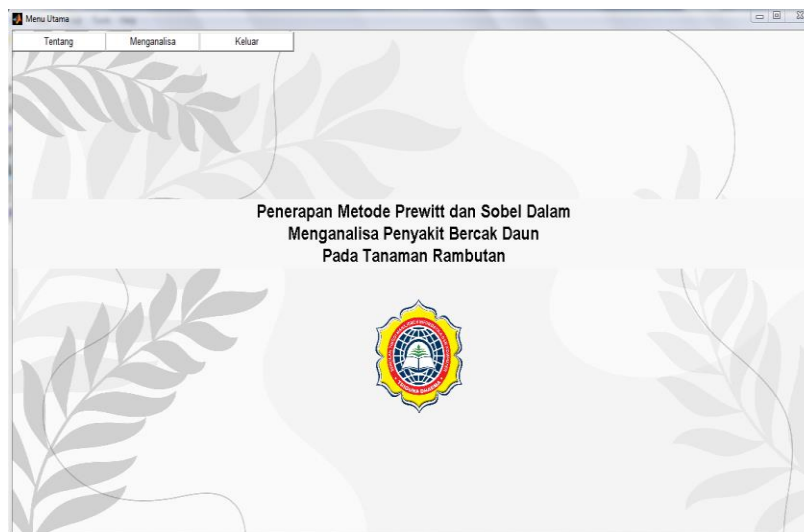 Menu Utama
Tentang Menganalisa Keluar
Penerapan Metode Prewitt dan Sobel Dalam
Menganalisa Penyakit Bercak Daun
Pada Tanaman Rambutan